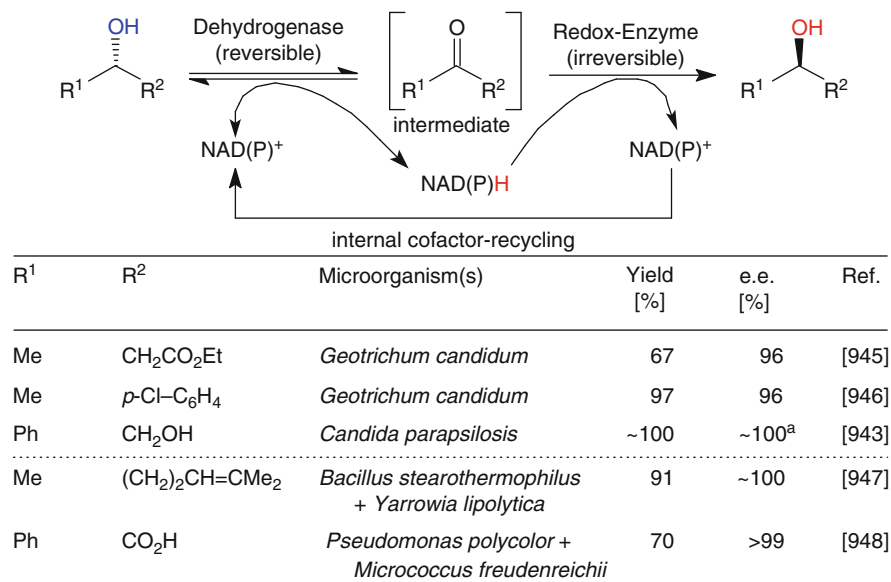 OH
Dehydrogenase
(reversible)
O
Redox-Enzyme
(irreversible)
OH
R¹ R²
R¹ R²
R¹ R²
intermediate
NAD(P)⁺
NAD(P)H
NAD(P)⁺
internal cofactor-recycling
R¹ R² Microorganism(s) Yield [%] e.e. [%] Ref.
Me CH₂CO₂Et Geotrichum candidum 67 96 [945]
Me p-Cl–C₆H₄ Geotrichum candidum 97 96 [946]
Ph CH₂OH Candida parapsilosis ~100 ~100ᵃ [943]
Me (CH₂)₂CH=CMe₂ Bacillus stearothermophilus 91 ~100 [947]
+ Yarrowia lipolytica
Ph CO₂H Pseudomonas polycolor + 70 >99 [948]
Micrococcus freudenreichii